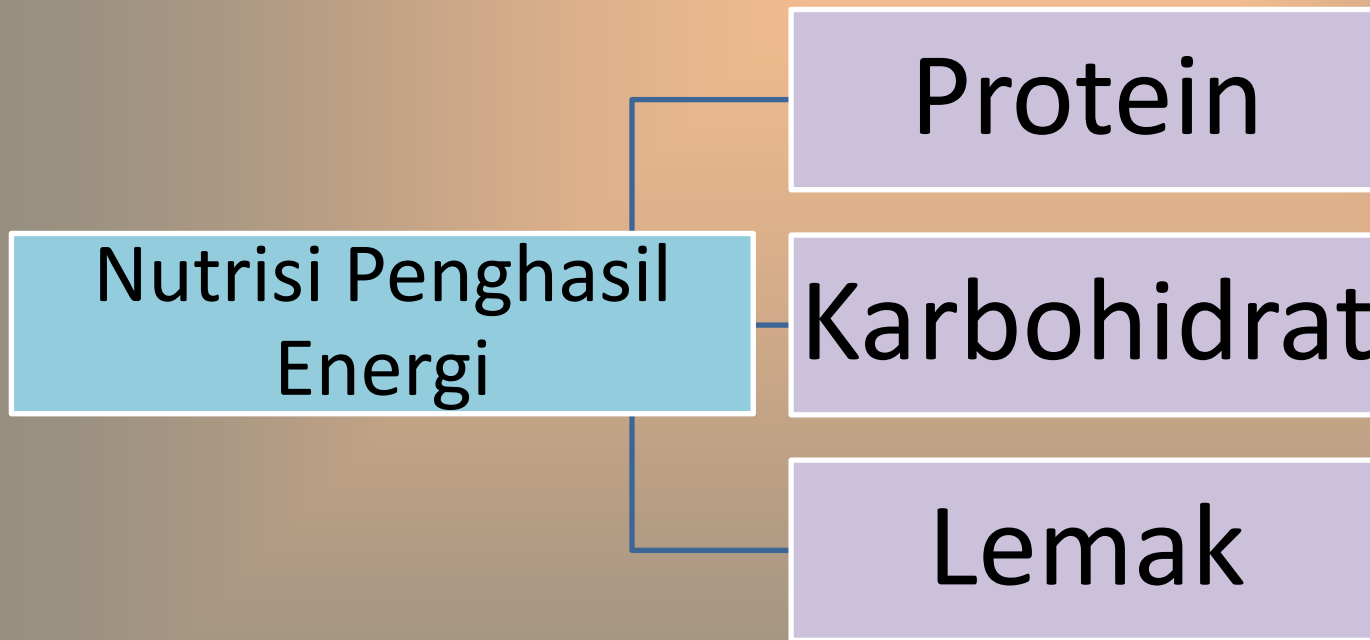 Nutrisi Penghasil
Energi
Protein
Karbohidrat
Lemak